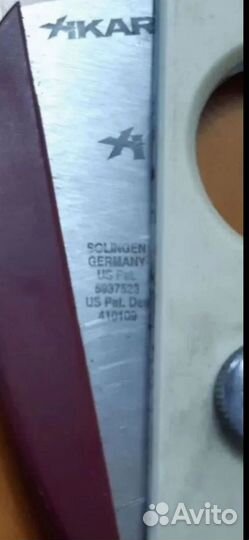 XIKAR
SOLINGEN
GERMANY
US Pat.
5937523
US Pat. Des
410109
Avito